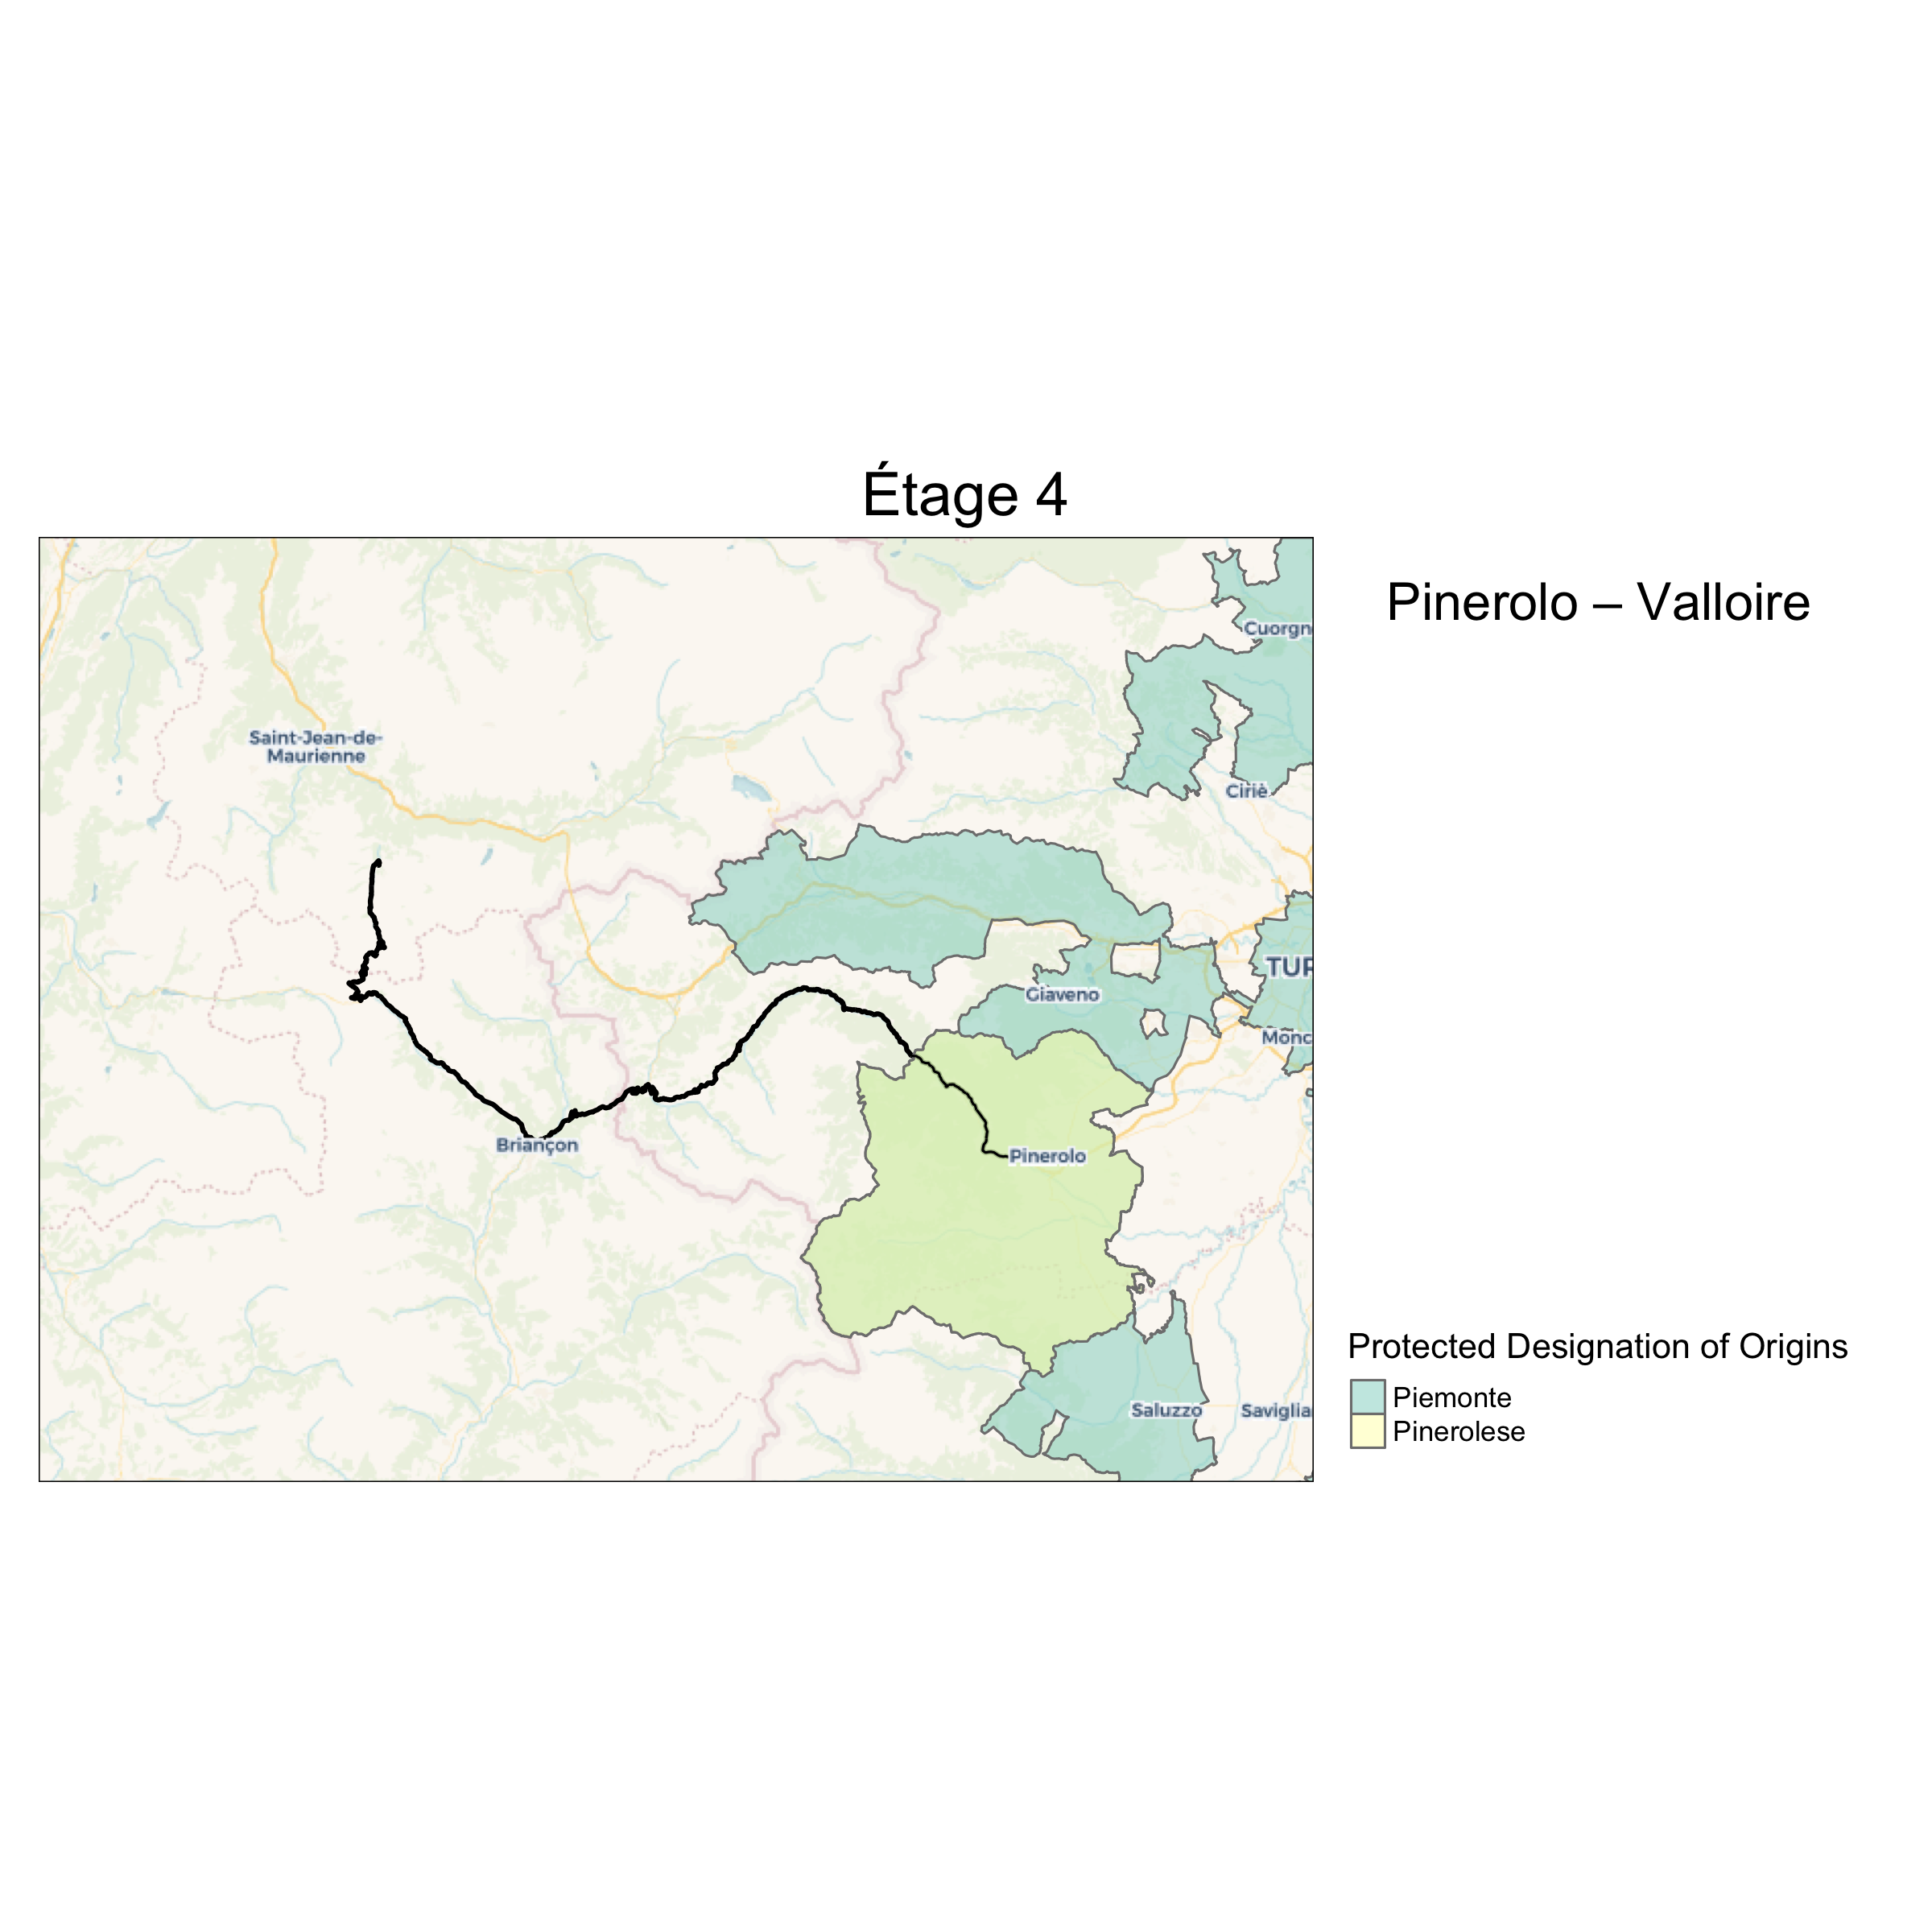 Étage 4
Pinerolo – Valloire
Cuorgn
Saint-Jean-de-
Maurienne
Ciriè
TUR
Giaveno
Monc
Briançon
Pinerolo
Saluzzo
Saviglia
Protected Designation of Origins
Piemonte
Pinerolese